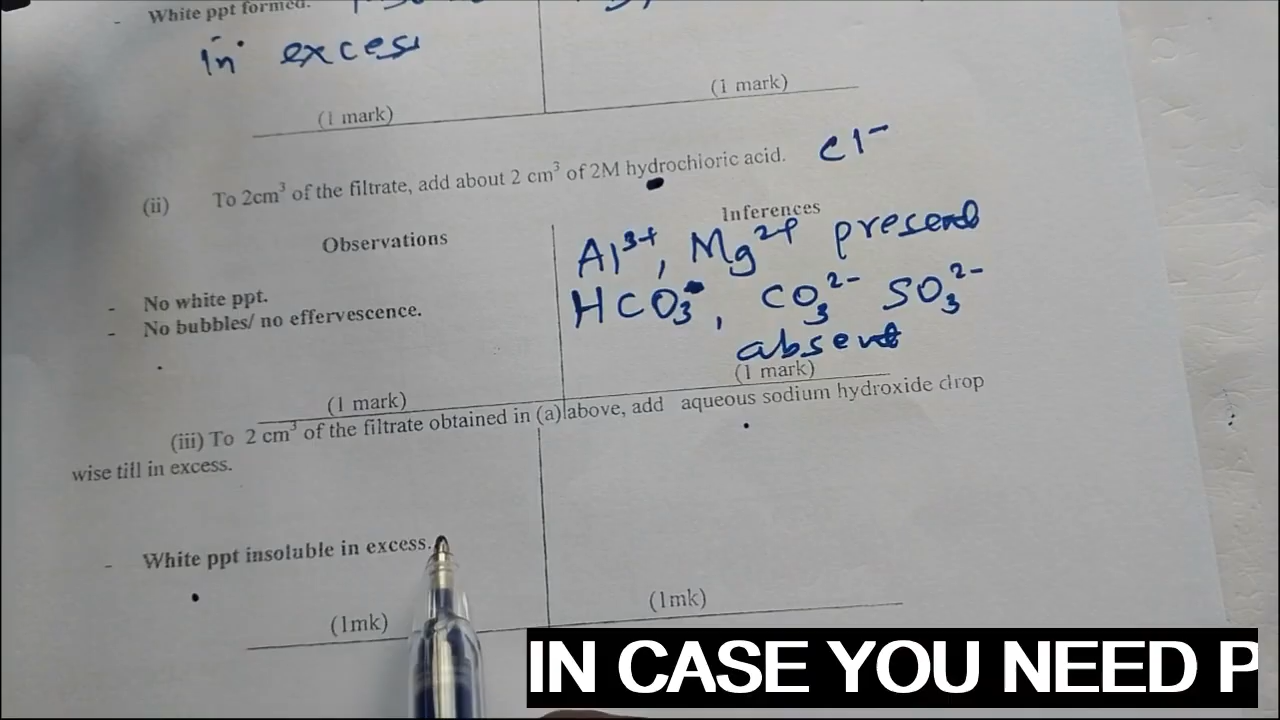 - White ppt formed.
in excess
(1 mark)
(1 mark)
(ii) To 2cm³ of the filtrate, add about 2 cm³ of 2M hydrochioric acid. Cl⁻
Observations
Inferences
Al³⁺, Mg²⁺ present
- No white ppt.
- No bubbles/ no effervescence.
HCO₃⁻, CO₃²⁻ SO₃²⁻
absent
(1 mark)
(1 mark)
(iii) To 2 cm³ of the filtrate obtained in (a) above, add aqueous sodium hydroxide drop
wise till in excess.
- White ppt insoluble in excess.
(1mk)
(1mk)
IN CASE YOU NEED P